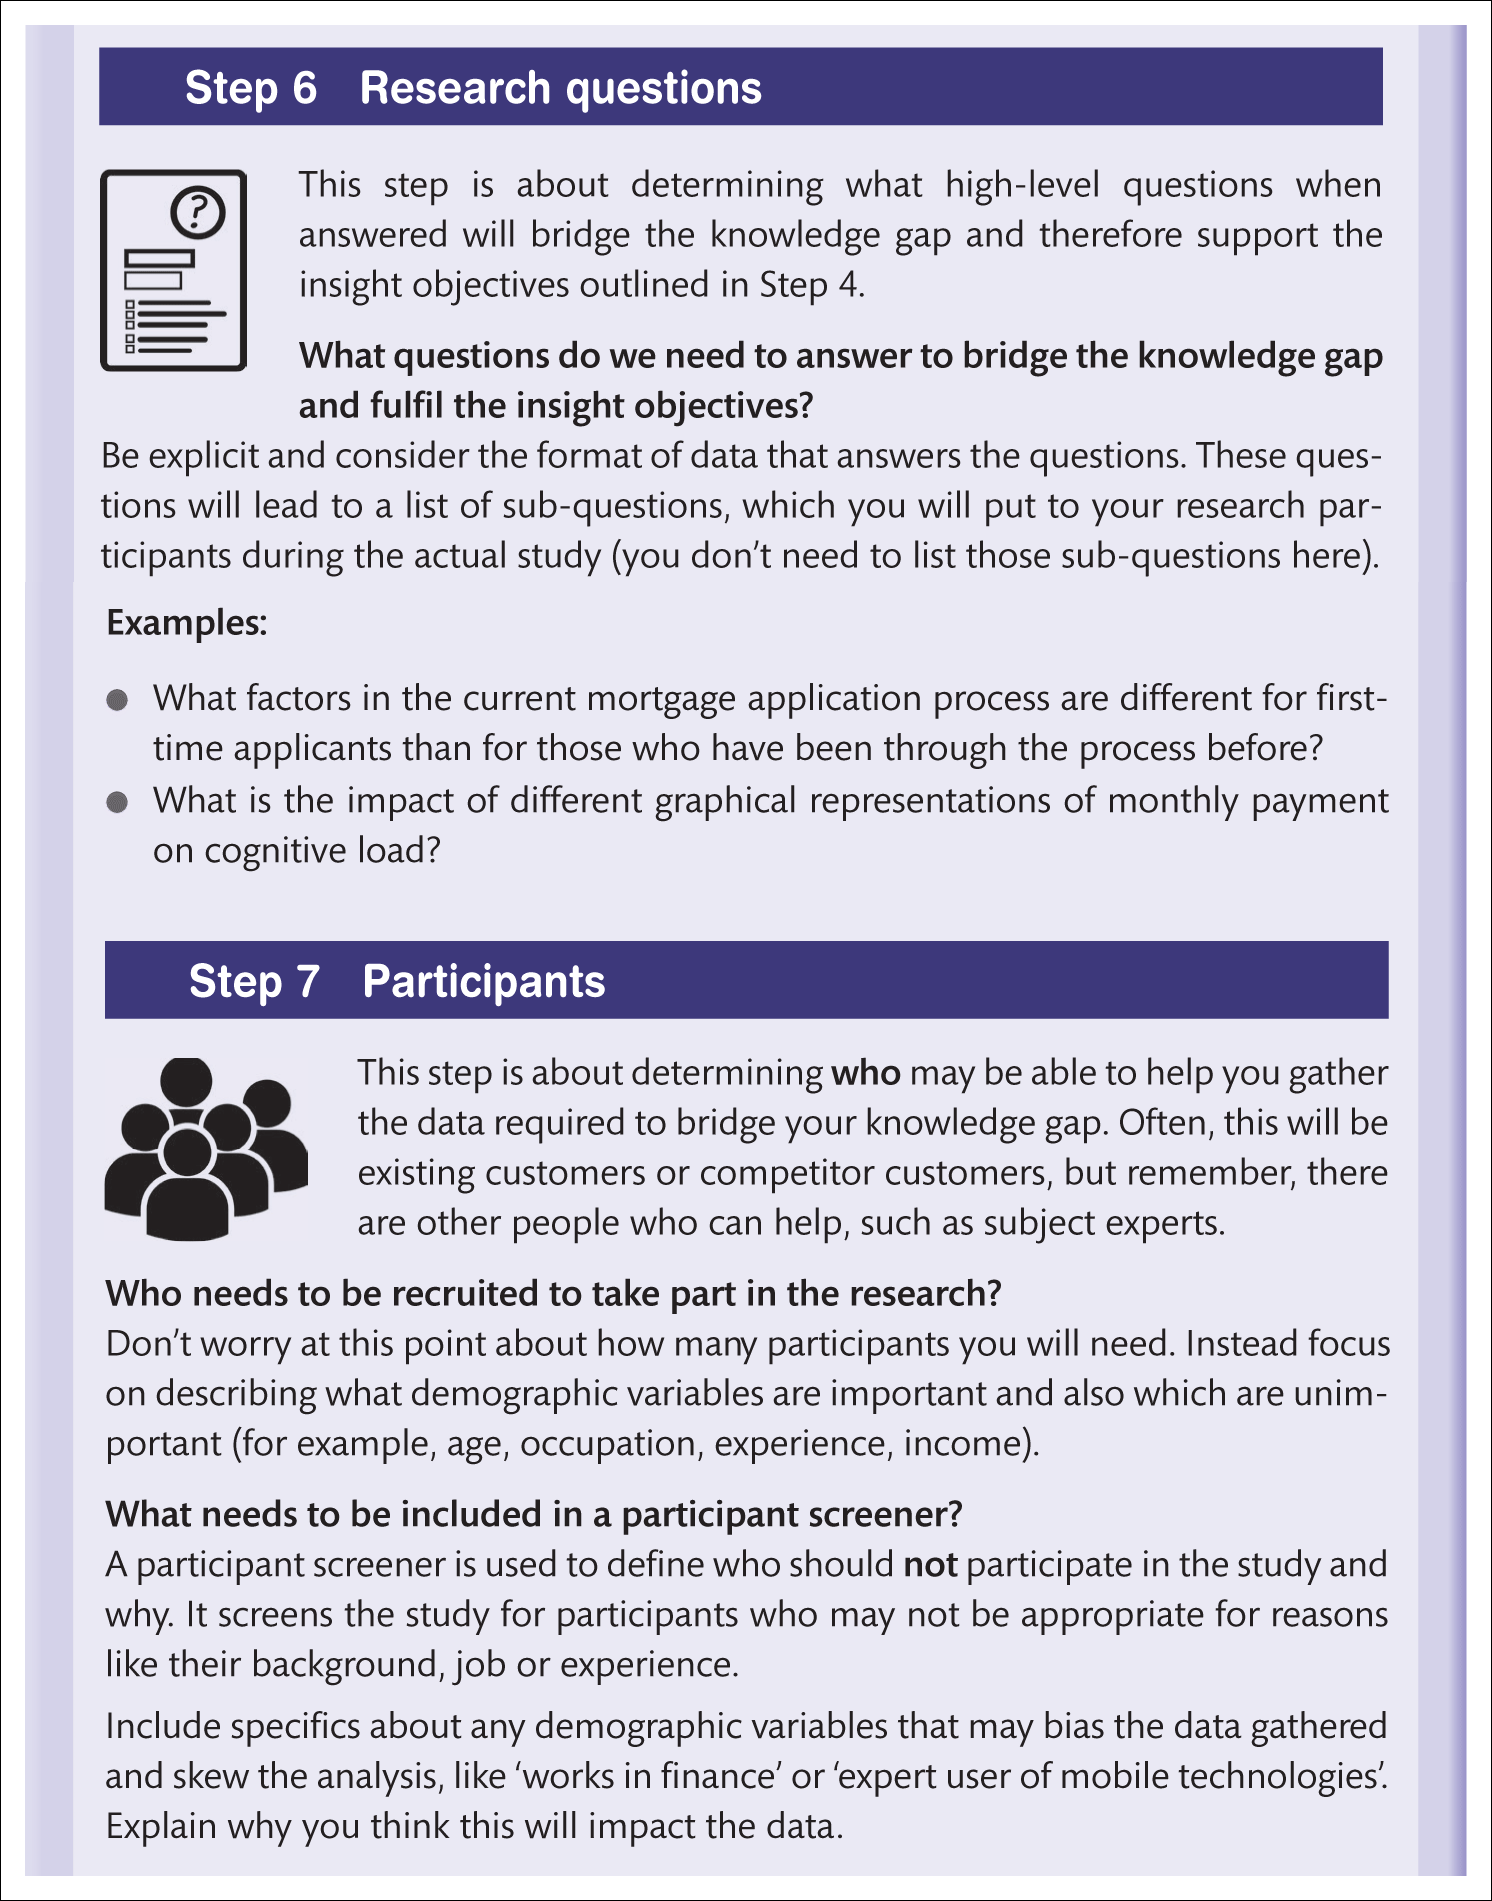 Step 6 Research questions
?
This step is about determining what high-level questions when
answered will bridge the knowledge gap and therefore support the
insight objectives outlined in Step 4.
What questions do we need to answer to bridge the knowledge gap
and fulfil the insight objectives?
Be explicit and consider the format of data that answers the questions. These ques-
tions will lead to a list of sub-questions, which you will put to your research par-
ticipants during the actual study (you don’t need to list those sub-questions here).
Examples:
● What factors in the current mortgage application process are different for first-
time applicants than for those who have been through the process before?
● What is the impact of different graphical representations of monthly payment
on cognitive load?
Step 7 Participants
This step is about determining who may be able to help you gather
the data required to bridge your knowledge gap. Often, this will be
existing customers or competitor customers, but remember, there
are other people who can help, such as subject experts.
Who needs to be recruited to take part in the research?
Don’t worry at this point about how many participants you will need. Instead focus
on describing what demographic variables are important and also which are unim-
portant (for example, age, occupation, experience, income).
What needs to be included in a participant screener?
A participant screener is used to define who should not participate in the study and
why. It screens the study for participants who may not be appropriate for reasons
like their background, job or experience.
Include specifics about any demographic variables that may bias the data gathered
and skew the analysis, like ‘works in finance’ or ‘expert user of mobile technologies’.
Explain why you think this will impact the data.